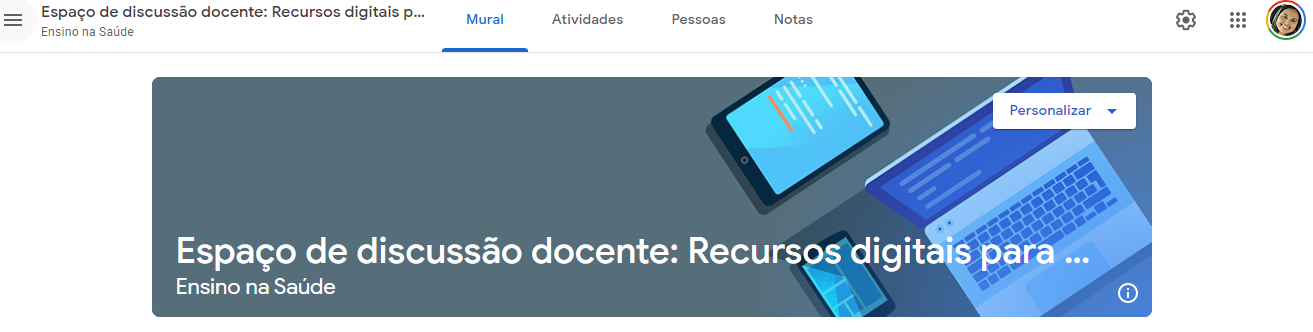 Espaço de discussão docente: Recursos digitais p...
Ensino na Saúde
Mural
Atividades
Pessoas
Notas
Personalizar
Espaço de discussão docente: Recursos digitais para ...
Ensino na Saúde